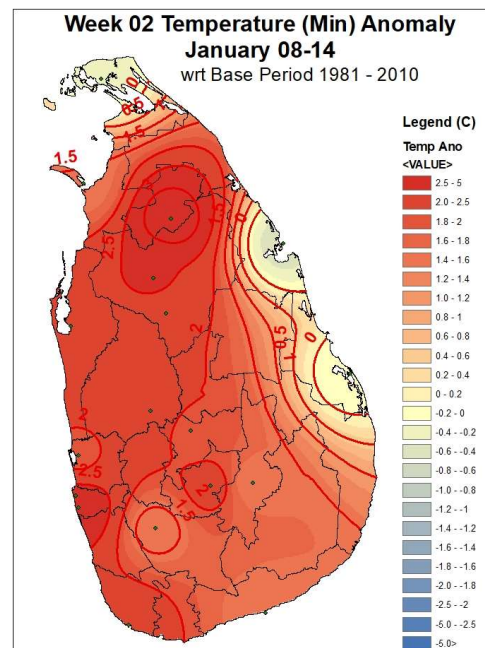 Week 02 Temperature (Min) Anomaly
January 08-14
wrt Base Period 1981 - 2010
Legend (C)
Temp Ano
<VALUE>
2.5 - 5
2.0 - 2.5
1.8 - 2
1.6 - 1.8
1.4 - 1.6
1.2 - 1.4
1.0 - 1.2
0.8 - 1
0.6 - 0.8
0.4 - 0.6
0.2 - 0.4
0 - 0.2
-0.2 - 0
-0.4 - -0.2
-0.6 - -0.4
-0.8 - -0.6
-1.0 - -0.8
-1.2 - -1
-1.4 - -1.2
-1.6 - -1.4
-1.8 - -1.6
-2.0 - -1.8
-2.5 - -2
-5.0 - -2.5
-5.0>
0
0.5
1
1.5
1.5
2.5
1.5
0
2
0.5
1
0
2
2.5
2
1.5